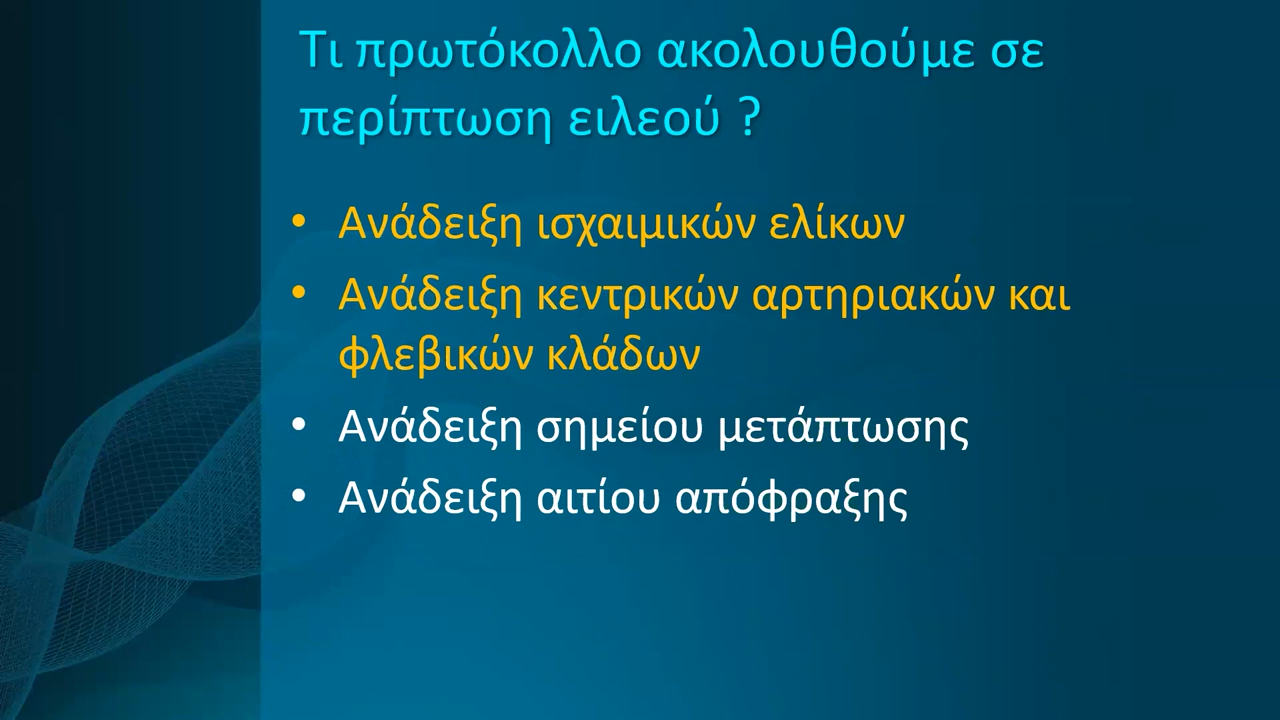 Τι πρωτόκολλο ακολουθούμε σε
περίπτωση ειλεού ?
• Ανάδειξη ισχαιμικών ελίκων
• Ανάδειξη κεντρικών αρτηριακών και
φλεβικών κλάδων
• Ανάδειξη σημείου μετάπτωσης
• Ανάδειξη αιτίου απόφραξης